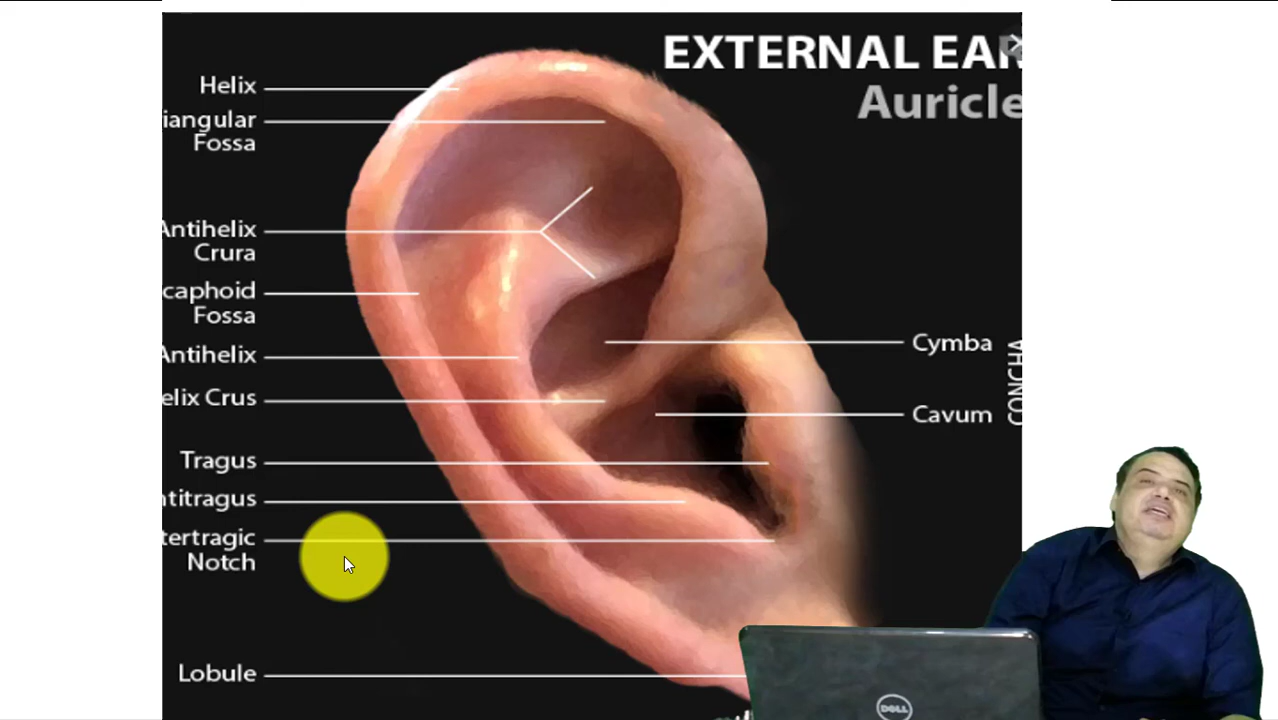 EXTERNAL EAR
Auricle
Helix
iangular
Fossa
Antihelix
Crura
caphoid
Fossa
Antihelix
elix Crus
Tragus
ntitragus
tertragic
Notch
Lobule
Cymba
Cavum
CONCHA
DELL